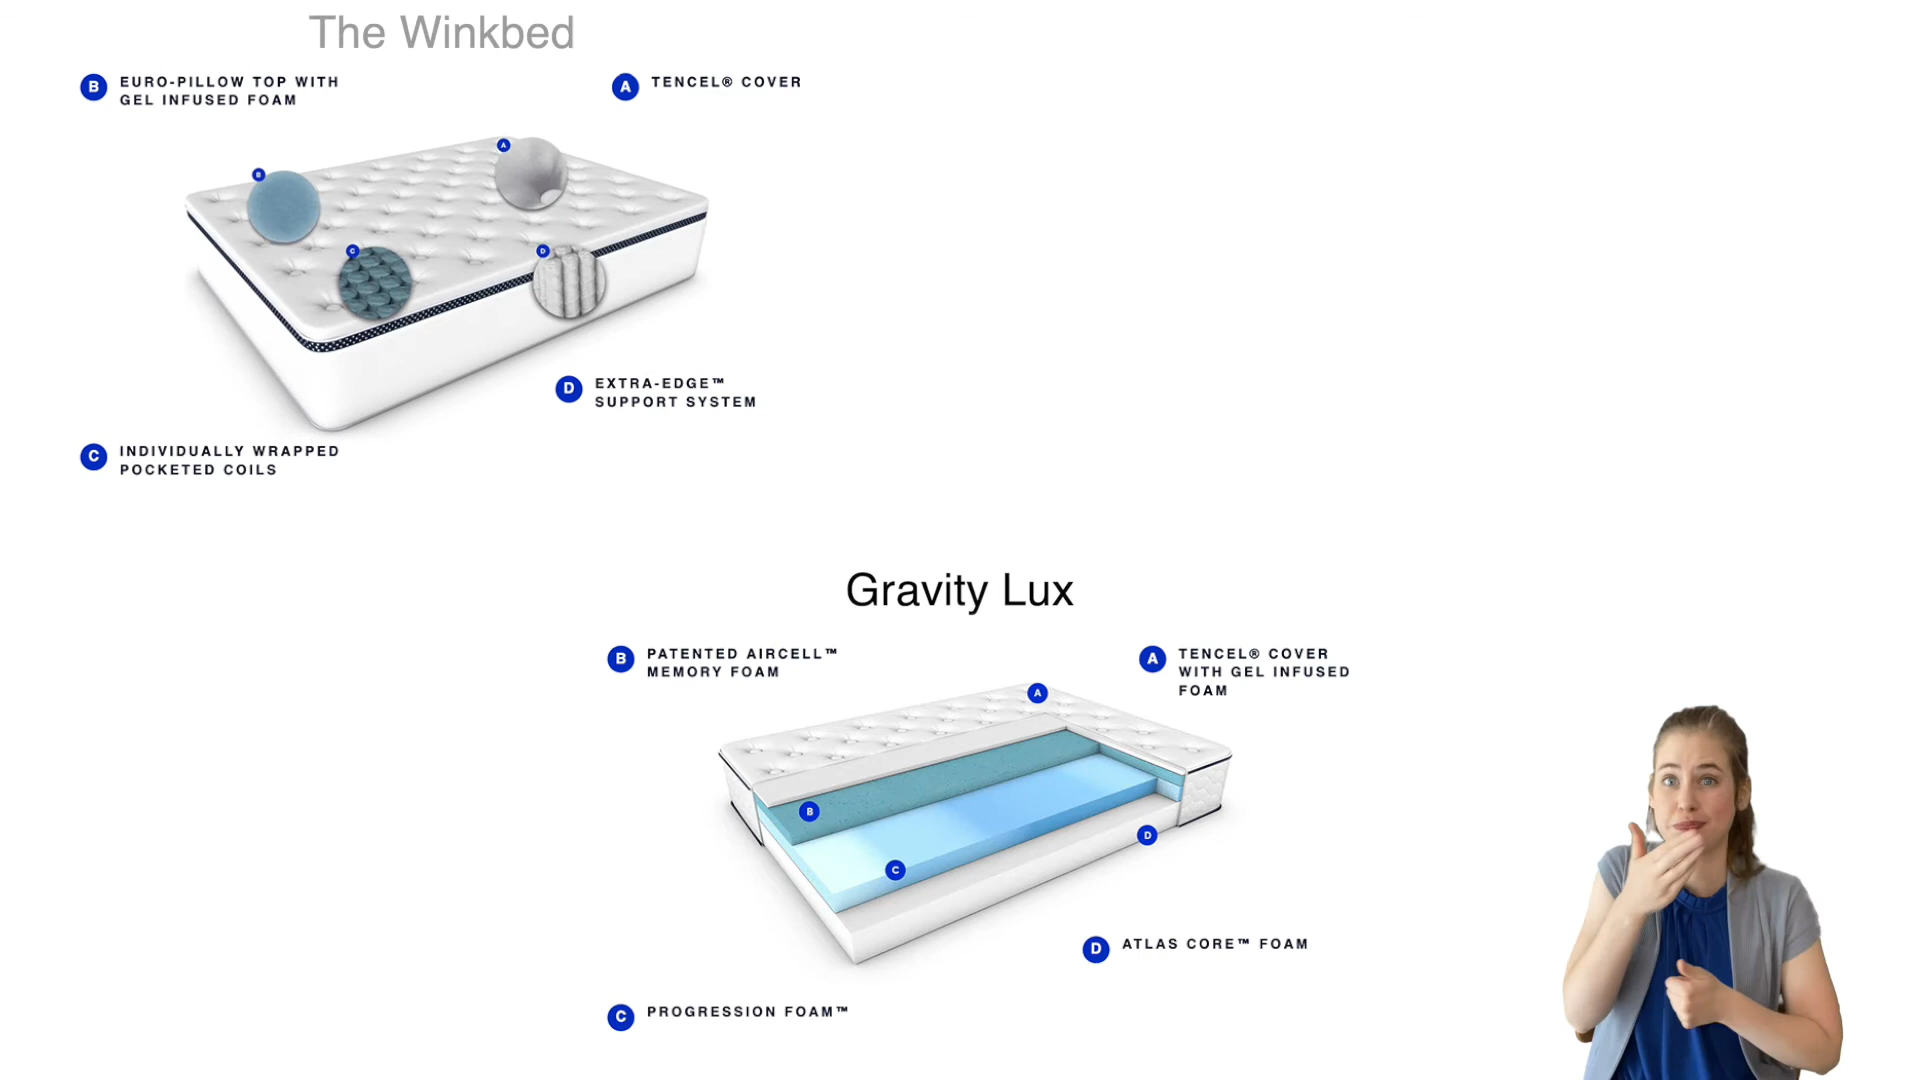 The Winkbed
B EURO-PILLOW TOP WITH
GEL INFUSED FOAM
A TENCEL® COVER
A
B
C
D
D EXTRA-EDGE™
SUPPORT SYSTEM
C INDIVIDUALLY WRAPPED
POCKETED COILS
Gravity Lux
B PATENTED AIRCELL™
MEMORY FOAM
A TENCEL® COVER
WITH GEL INFUSED
FOAM
A
B
D
C
D ATLAS CORE™ FOAM
C PROGRESSION FOAM™